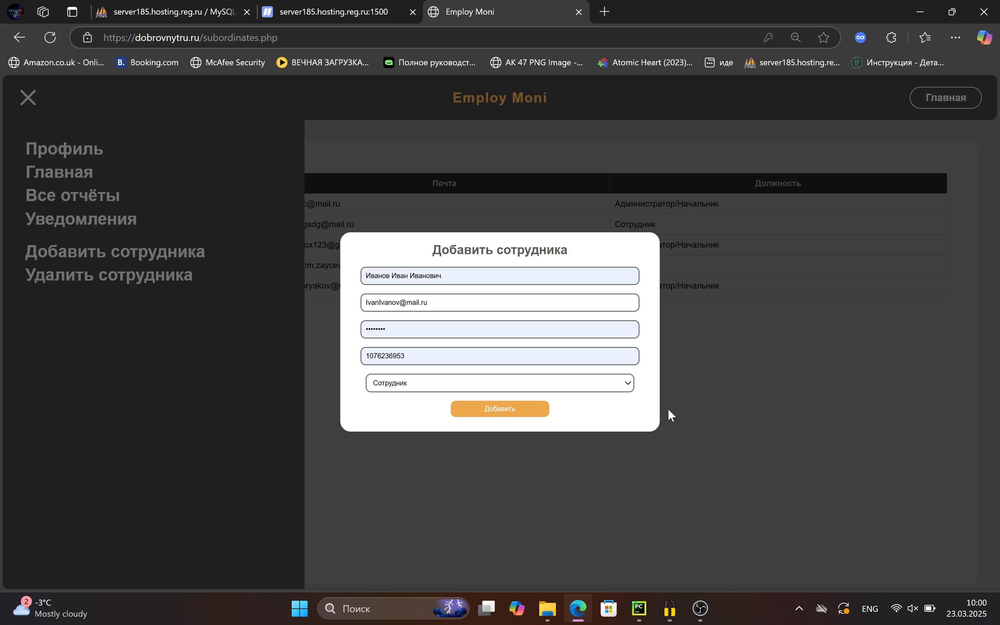 MAXIM
server185.hosting.reg.ru / MySQL
server185.hosting.reg.ru:1500
Employ Moni
https://dobrovnytru.ru/subordinates.php
Amazon.co.uk - Onli...
B. Booking.com
McAfee Security
ВЕЧНАЯ ЗАГРУЗКА...
Полное руководст...
AK 47 PNG Image -...
Atomic Heart (2023)...
иде
server185.hosting.re...
Инструкция - Дета...
Employ Moni
Главная
Профиль
Главная
Все отчёты
Уведомления
Добавить сотрудника
Удалить сотрудника
Почта
Должность
c@mail.ru
Администратор/Начальник
gsdg@mail.ru
Сотрудник
ox123@g
атор/Начальник
im.zaycev
oryakov@
атор/Начальник
Добавить сотрудника
Иванов Иван Иванович
IvanIvanov@mail.ru
••••••••
1076236953
Сотрудник
Добавить
2
-3°C
Mostly cloudy
Поиск
PC
ENG
10:00
23.03.2025